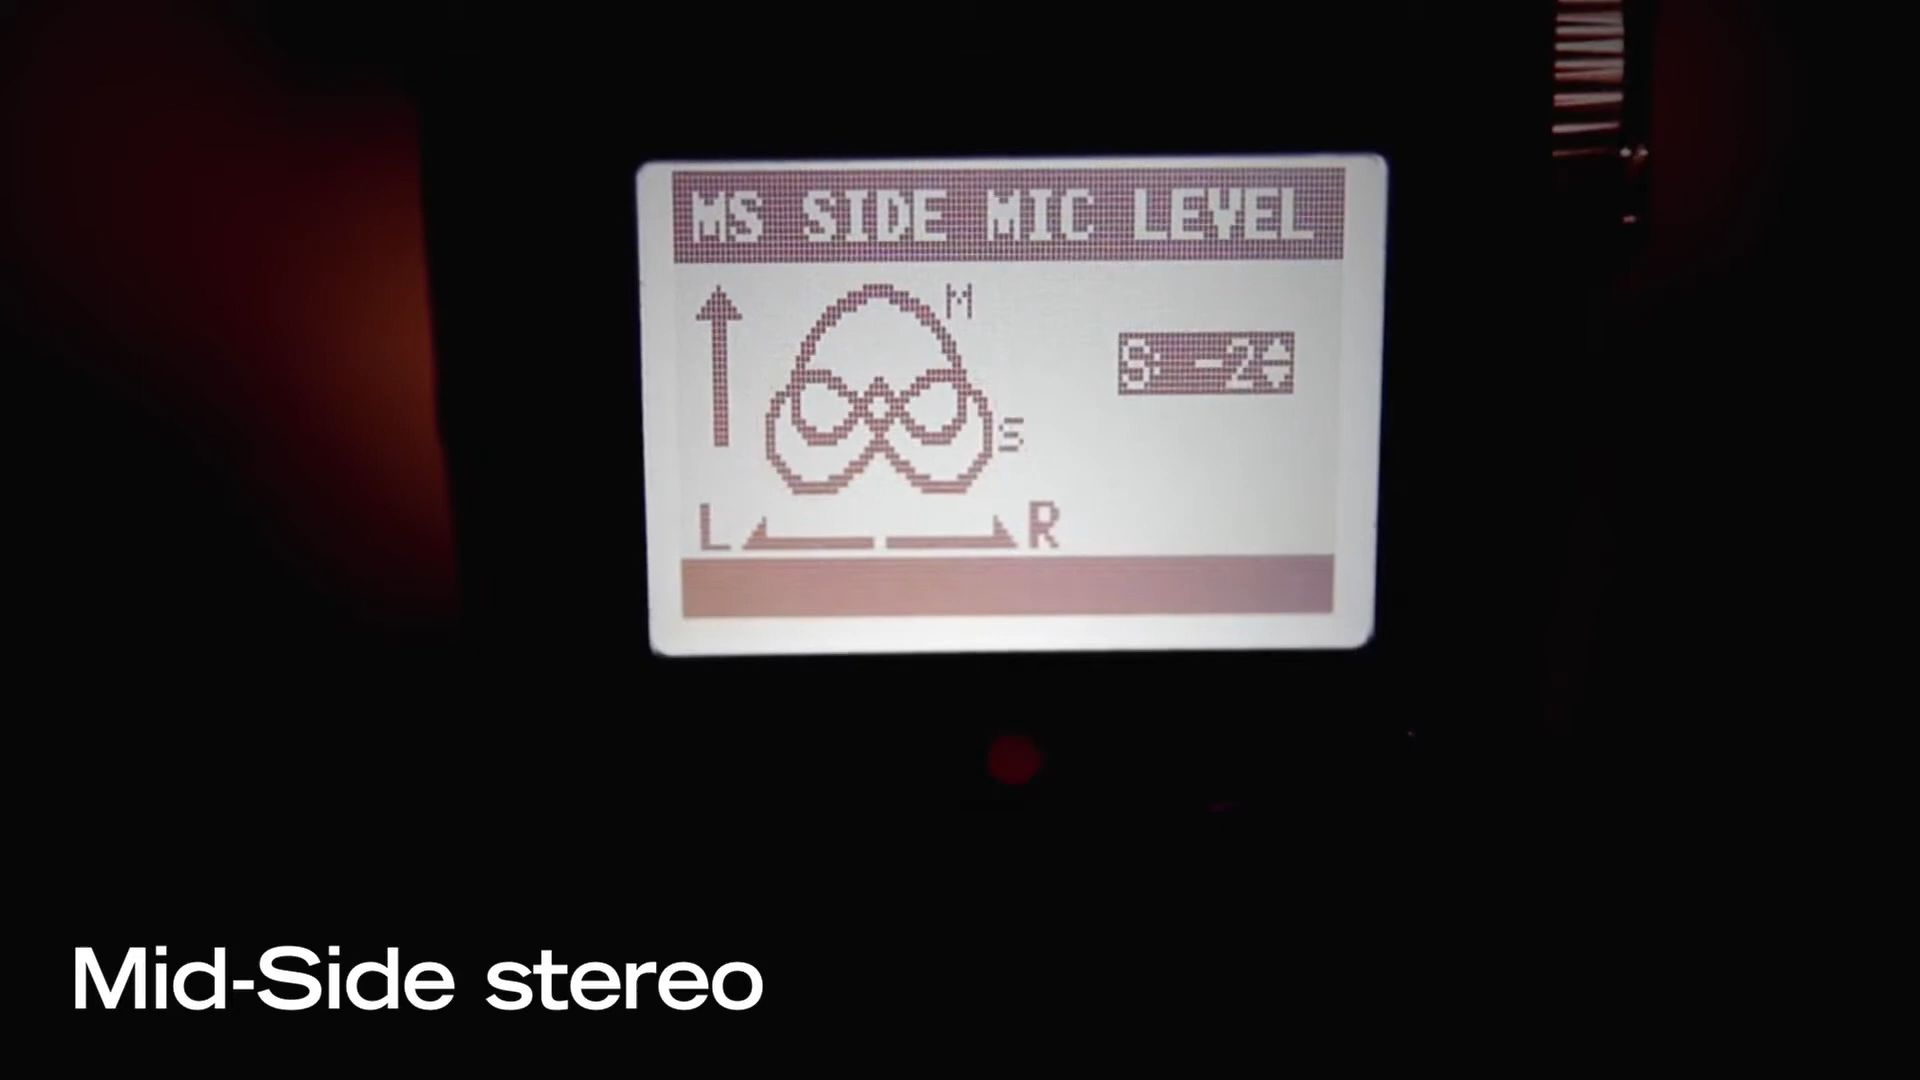 MS SIDE MIC LEVEL
M
S: -2
S
L R
Mid-Side stereo